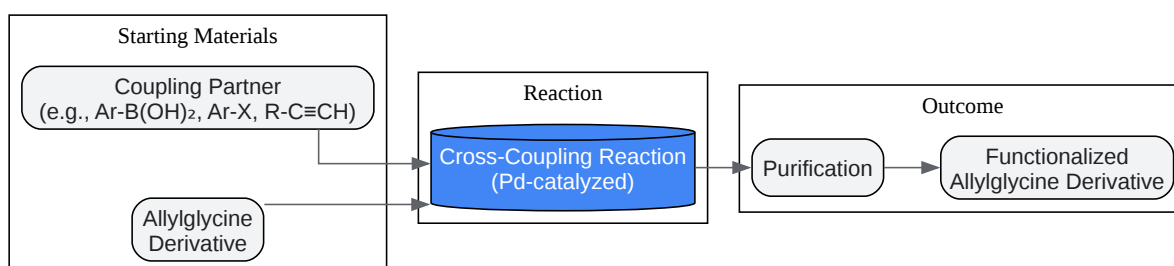 Starting Materials
Coupling Partner
(e.g., Ar-B(OH)₂, Ar-X, R-C≡CH)
Allylglycine
Derivative
Reaction
Cross-Coupling Reaction
(Pd-catalyzed)
Outcome
Purification
Functionalized
Allylglycine Derivative